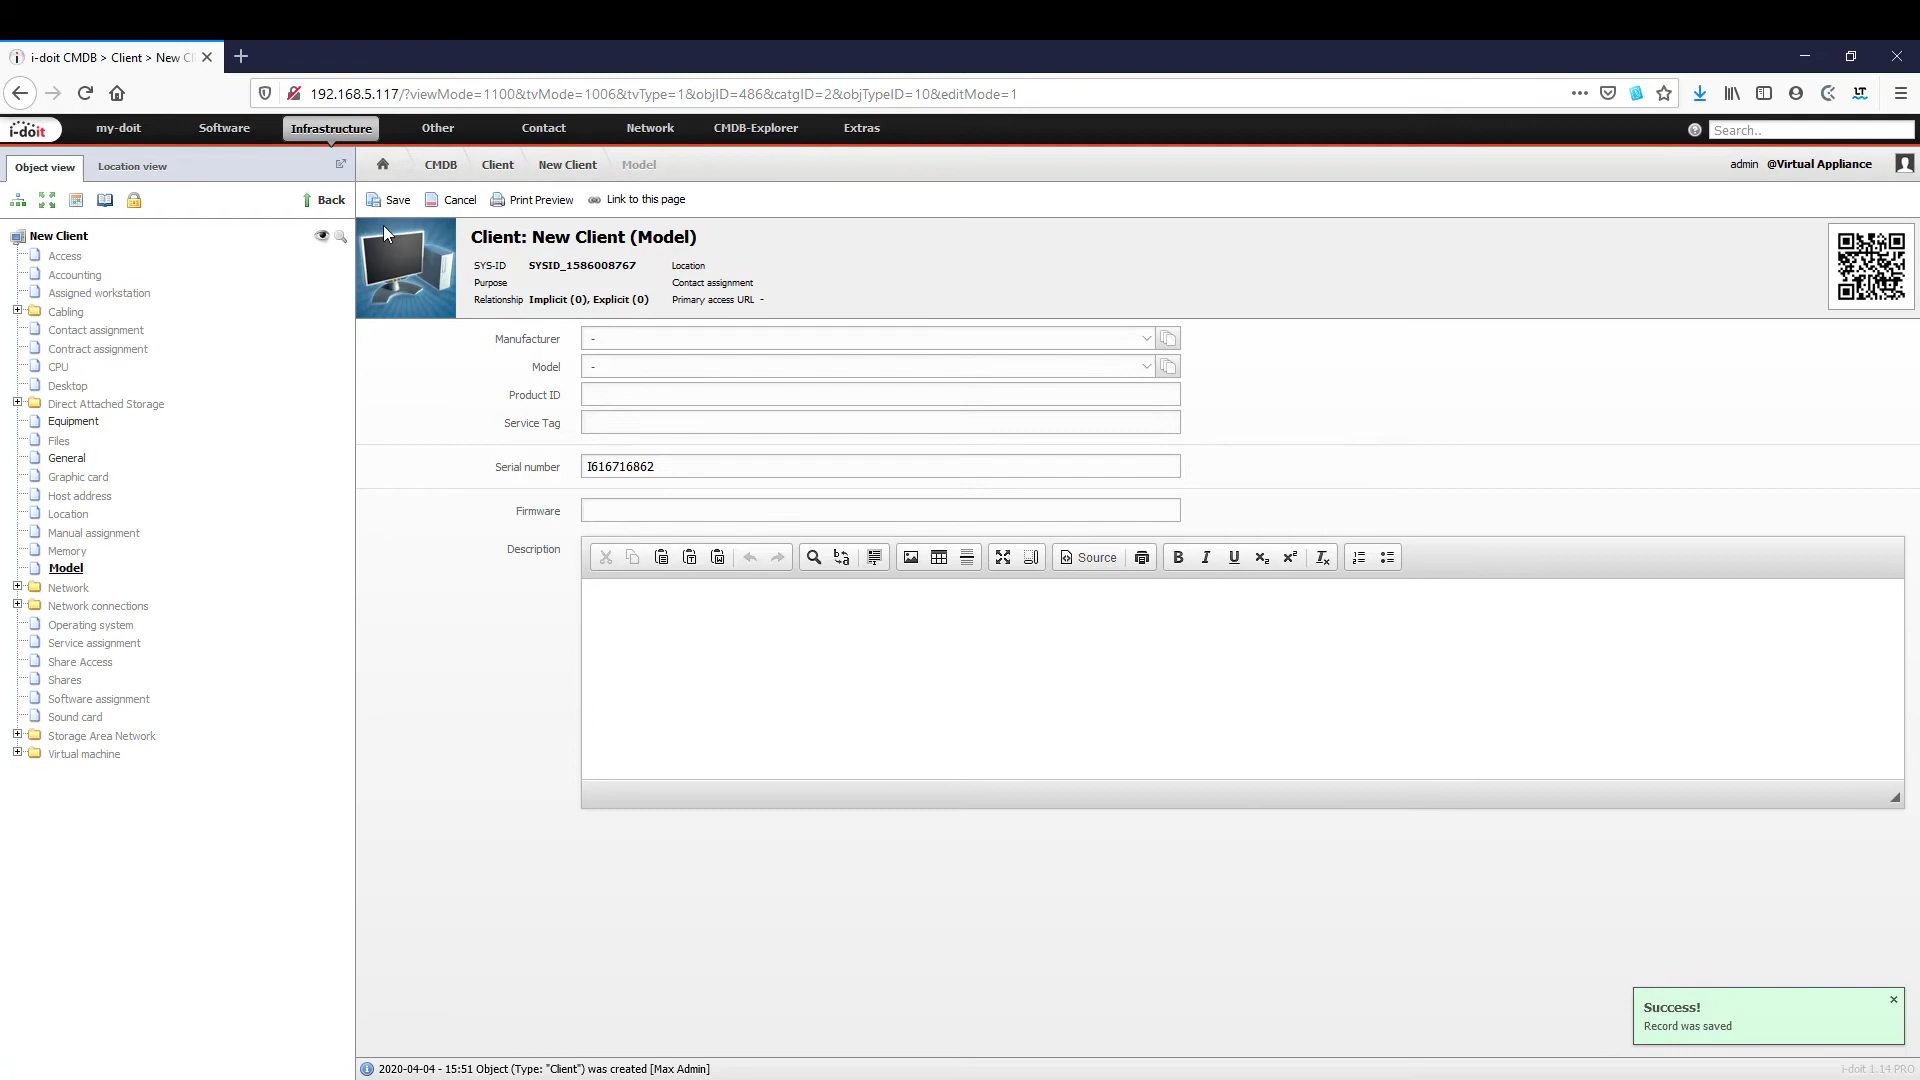 i-doit CMDB > Client > New Cl
192.168.5.117/?viewMode=1100&tvMode=1006&tvType=1&objID=486&catgID=2&objTypeID=10&editMode=1
i-doit my-doit Software Infrastructure Other Contact Network CMDB-Explorer Extras Search..
Object view Location view
CMDB Client New Client Model admin @Virtual Appliance
Back
Save Cancel Print Preview Link to this page
New Client
Access
Accounting
Assigned workstation
Cabling
Contact assignment
Contract assignment
CPU
Desktop
Direct Attached Storage
Equipment
Files
General
Graphic card
Host address
Location
Manual assignment
Memory
Model
Network
Network connections
Operating system
Service assignment
Share Access
Shares
Software assignment
Sound card
Storage Area Network
Virtual machine
Client: New Client (Model)
SYS-ID SYSID_1586008767 Location
Purpose Contact assignment
Relationship Implicit (0), Explicit (0) Primary access URL -
Manufacturer -
Model -
Product ID
Service Tag
Serial number I616716862
Firmware
Description
Source B I U x₂ x² Tx
Success!
Record was saved
2020-04-04 - 15:51 Object (Type: "Client") was created [Max Admin]
i-doit 1.14 PRO